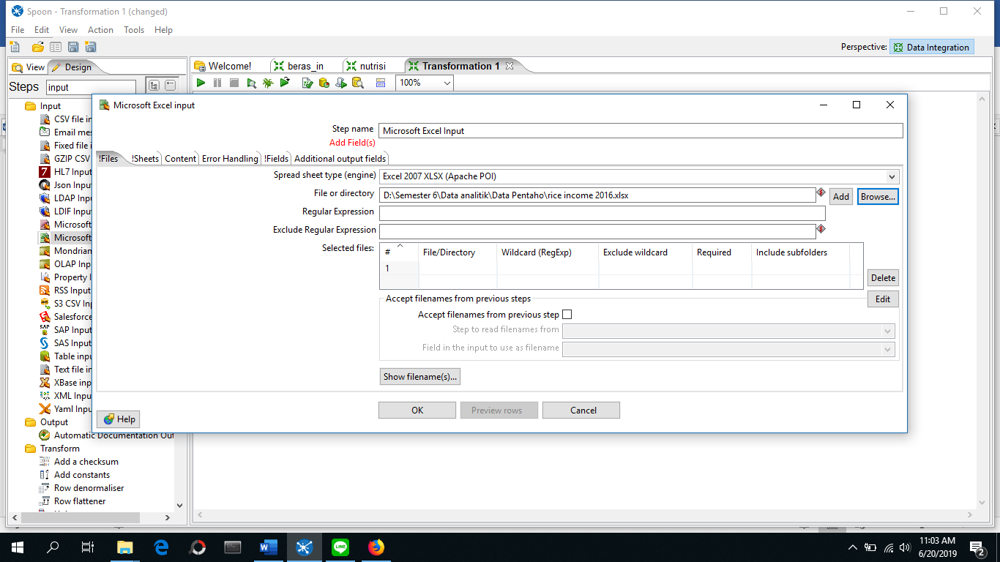 Spoon - Transformation 1 (changed)
File Edit View Action Tools Help
Perspective: Data Integration
View Design
Welcome! beras_in nutrisi Transformation 1
Steps input
100%
Input
CSV file in
Email mes
Fixed file i
GZIP CSV
HL7 Input
Json Input
LDAP Inpu
LDIF Input
Microsoft
Microsoft
Mondrian
OLAP Inp
Property I
RSS Input
S3 CSV Inp
Salesforce
SAP Input
SAS Input
Table inpu
Text file in
XBase inp
XML Inpu
Yaml Inpu
Output
Automatic Documentation Out
Transform
Add a checksum
Add constants
Row denormaliser
Row flattener
Microsoft Excel input
Step name Microsoft Excel Input
Add Field(s)
!Files !Sheets Content Error Handling !Fields Additional output fields
Spread sheet type (engine) Excel 2007 XLSX (Apache POI)
File or directory D:\Semester 6\Data analitik\Data Pentaho\rice income 2016.xlsx Add Browse...
Regular Expression
Exclude Regular Expression
Selected files: # File/Directory Wildcard (RegExp) Exclude wildcard Required Include subfolders
1
Delete
Edit
Accept filenames from previous steps
Accept filenames from previous step
Step to read filenames from
Field in the input to use as filename
Show filename(s)...
OK Preview rows Cancel
Help
11:03 AM
6/20/2019
2